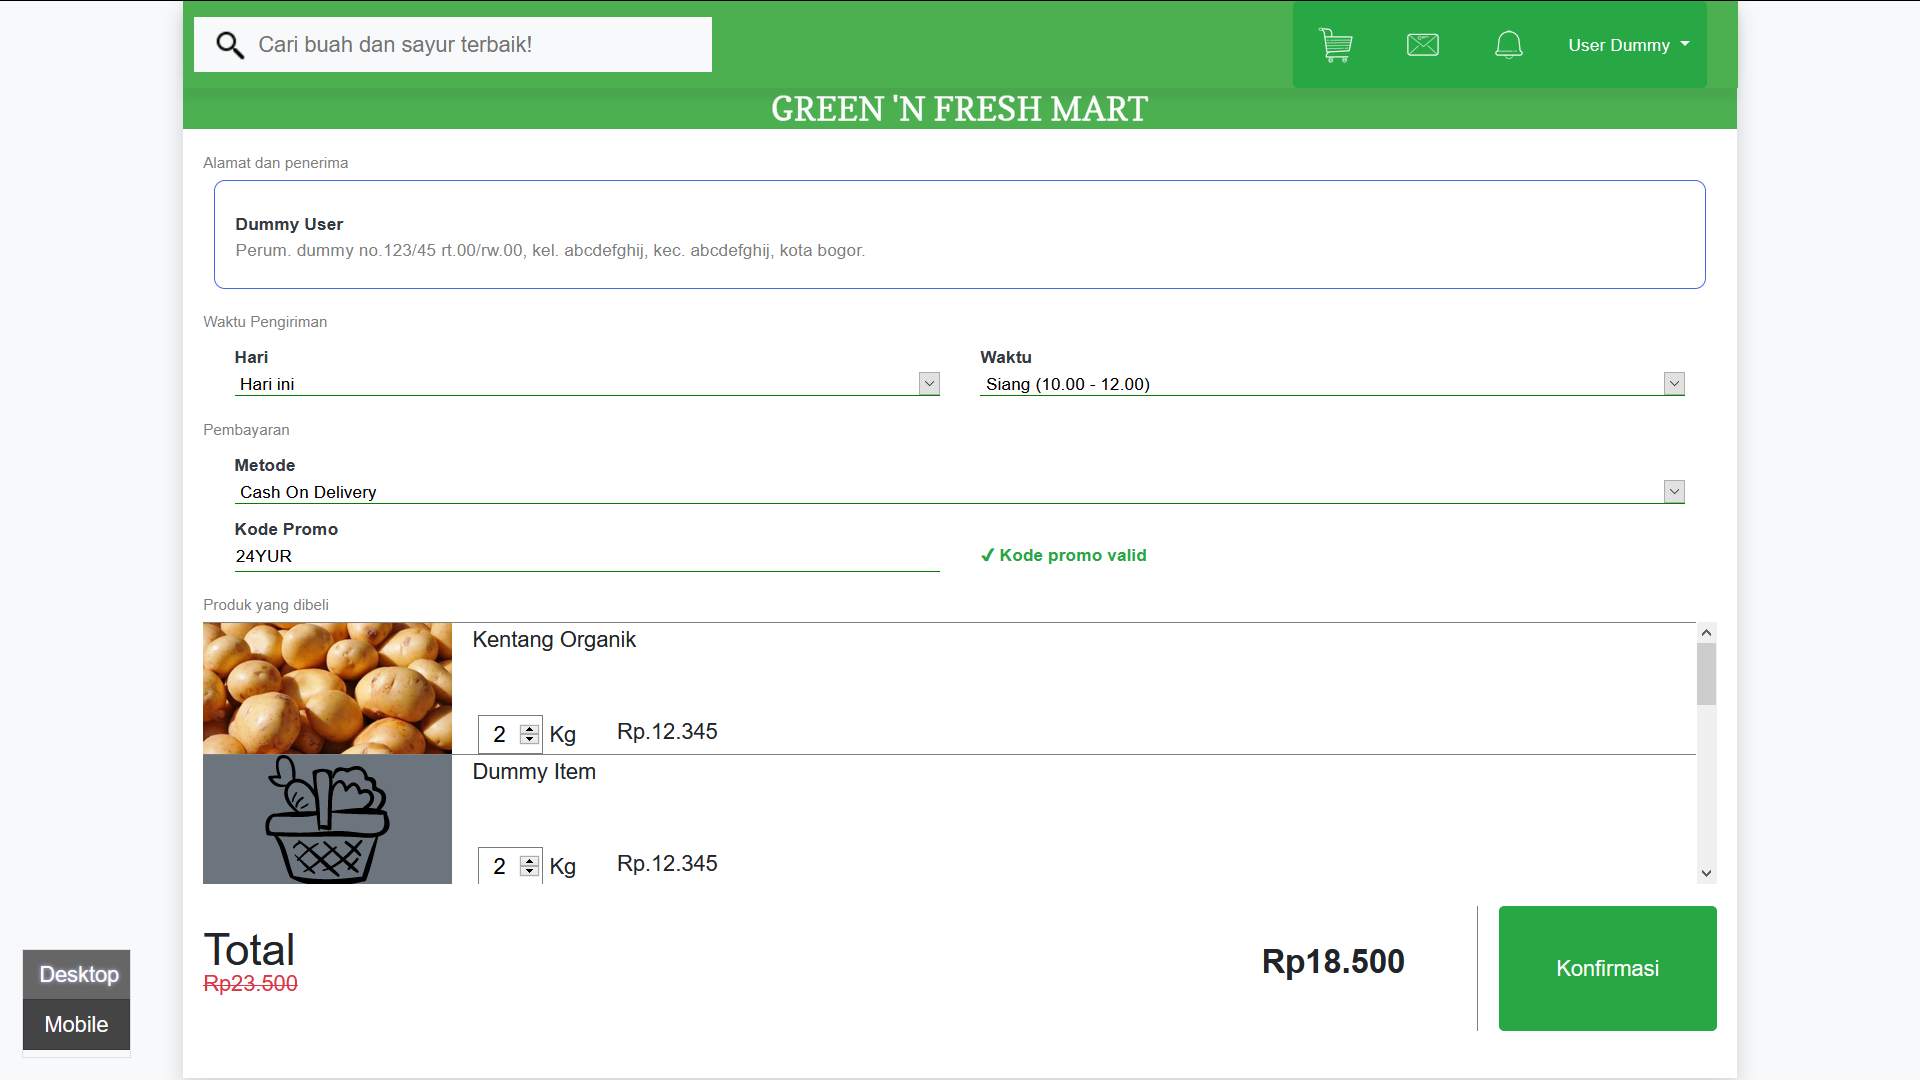 Cari buah dan sayur terbaik!
User Dummy
GREEN 'N FRESH MART
Alamat dan penerima
Dummy User
Perum. dummy no.123/45 rt.00/rw.00, kel. abcdefghij, kec. abcdefghij, kota bogor.
Waktu Pengiriman
Hari
Waktu
Hari ini
Siang (10.00 - 12.00)
Pembayaran
Metode
Cash On Delivery
Kode Promo
24YUR
✓ Kode promo valid
Produk yang dibeli
Kentang Organik
2 Kg Rp.12.345
Dummy Item
2 Kg Rp.12.345
Total
Rp23.500
Rp18.500
Konfirmasi
Desktop
Mobile